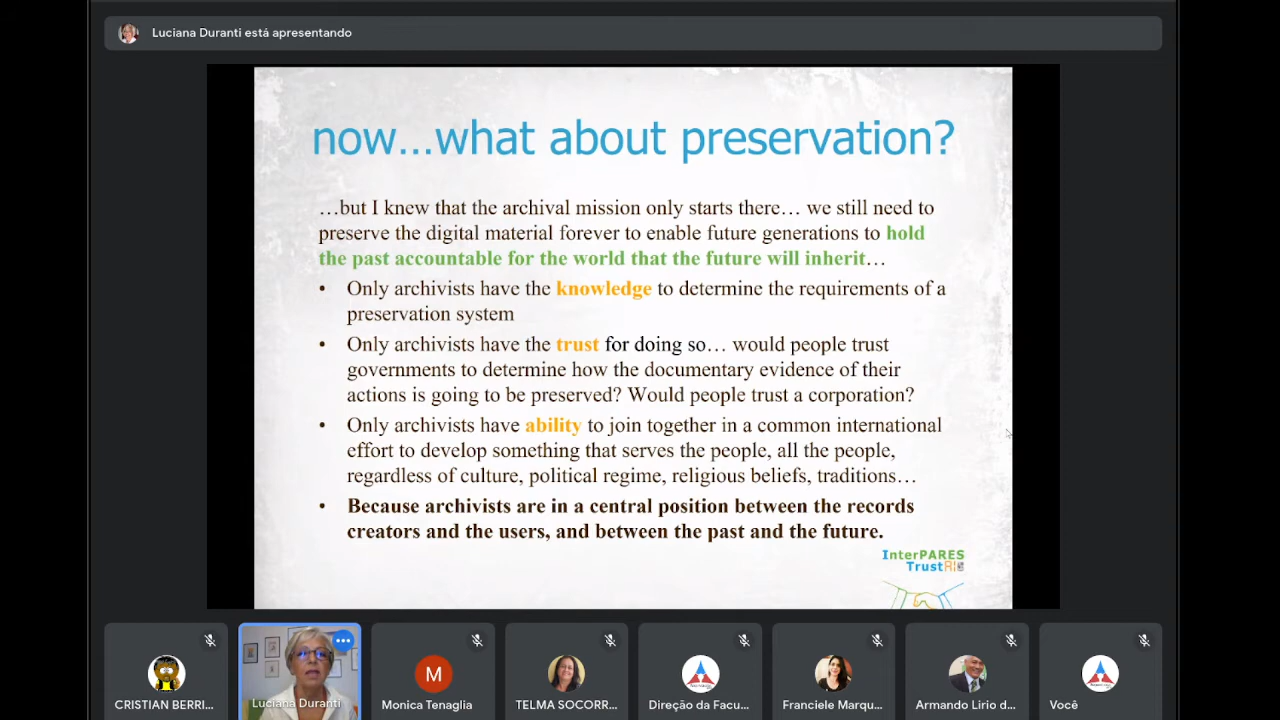 Luciana Duranti está apresentando
now...what about preservation?
…but I knew that the archival mission only starts there… we still need to
preserve the digital material forever to enable future generations to hold
the past accountable for the world that the future will inherit…
• Only archivists have the knowledge to determine the requirements of a
preservation system
• Only archivists have the trust for doing so… would people trust
governments to determine how the documentary evidence of their
actions is going to be preserved? Would people trust a corporation?
• Only archivists have ability to join together in a common international
effort to develop something that serves the people, all the people,
regardless of culture, political regime, religious beliefs, traditions…
• Because archivists are in a central position between the records
creators and the users, and between the past and the future.
InterPARES
Trust
M
CRISTIAN BERRI...
Luciana Duranti
Monica Tenaglia
TELMA SOCORR...
Direção da Facu...
Franciele Marqu...
Armando Lirio d...
Você